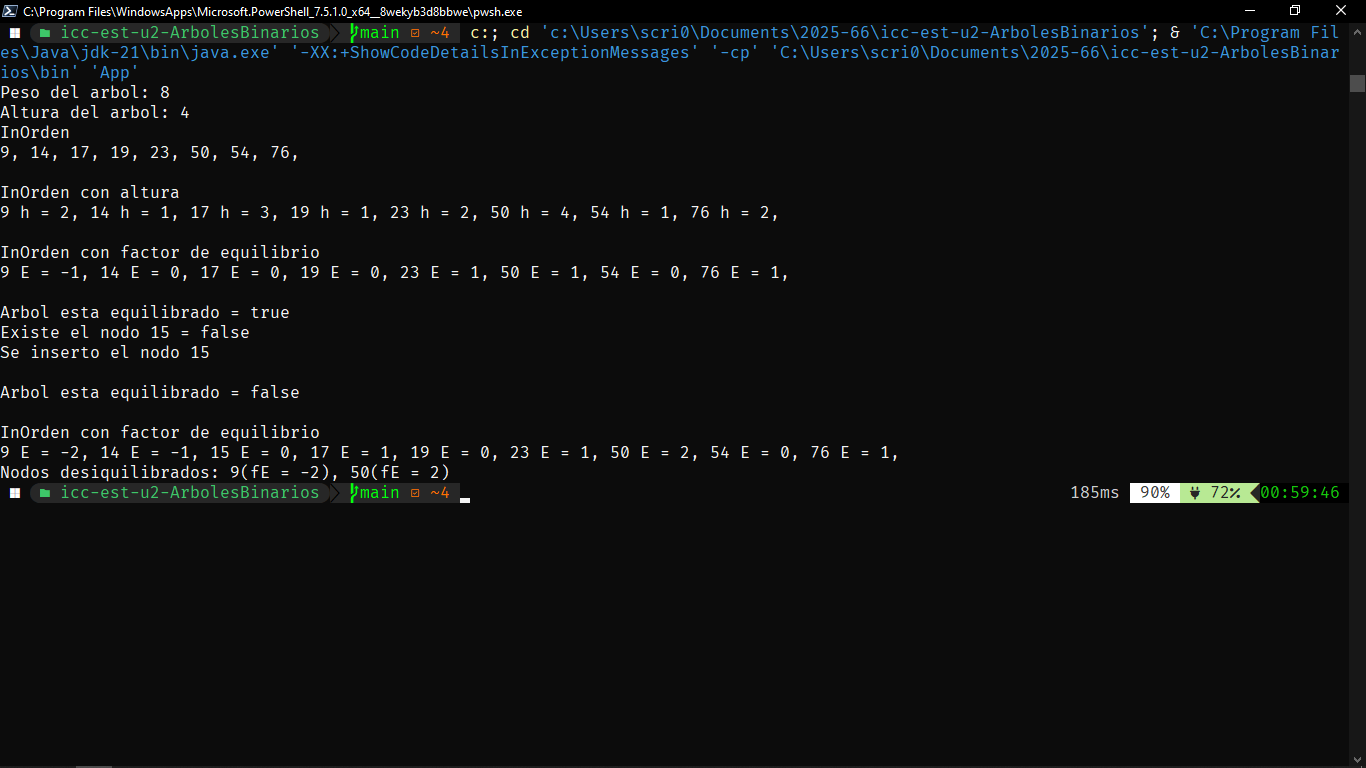 C:\Program Files\WindowsApps\Microsoft.PowerShell_7.5.1.0_x64__8wekyb3d8bbwe\pwsh.exe
icc-est-u2-ArbolesBinarios main ~4 c:; cd 'c:\Users\scri0\Documents\2025-66\icc-est-u2-ArbolesBinarios'; & 'C:\Program Fil
es\Java\jdk-21\bin\java.exe' '-XX:+ShowCodeDetailsInExceptionMessages' '-cp' 'C:\Users\scri0\Documents\2025-66\icc-est-u2-ArbolesBinar
ios\bin' 'App'
Peso del arbol: 8
Altura del arbol: 4
InOrden
9, 14, 17, 19, 23, 50, 54, 76,
InOrden con altura
9 h = 2, 14 h = 1, 17 h = 3, 19 h = 1, 23 h = 2, 50 h = 4, 54 h = 1, 76 h = 2,
InOrden con factor de equilibrio
9 E = -1, 14 E = 0, 17 E = 0, 19 E = 0, 23 E = 1, 50 E = 1, 54 E = 0, 76 E = 1,
Arbol esta equilibrado = true
Existe el nodo 15 = false
Se inserto el nodo 15
Arbol esta equilibrado = false
InOrden con factor de equilibrio
9 E = -2, 14 E = -1, 15 E = 0, 17 E = 1, 19 E = 0, 23 E = 1, 50 E = 2, 54 E = 0, 76 E = 1,
Nodos desiquilibrados: 9(fE = -2), 50(fE = 2)
icc-est-u2-ArbolesBinarios main ~4 185ms 90% 72% 00:59:46